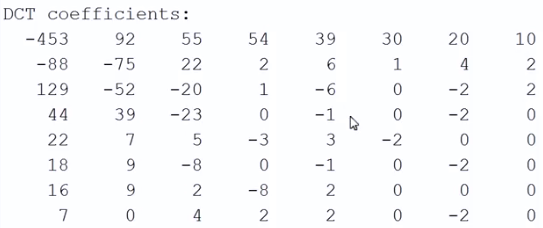 DCT coefficients:
-453 92 55 54 39 30 20 10
-88 -75 22 2 6 1 4 2
129 -52 -20 1 -6 0 -2 2
44 39 -23 0 -1 0 -2 0
22 7 5 -3 3 -2 0 0
18 9 -8 0 -1 0 -2 0
16 9 2 -8 2 0 0 0
7 0 4 2 2 0 -2 0